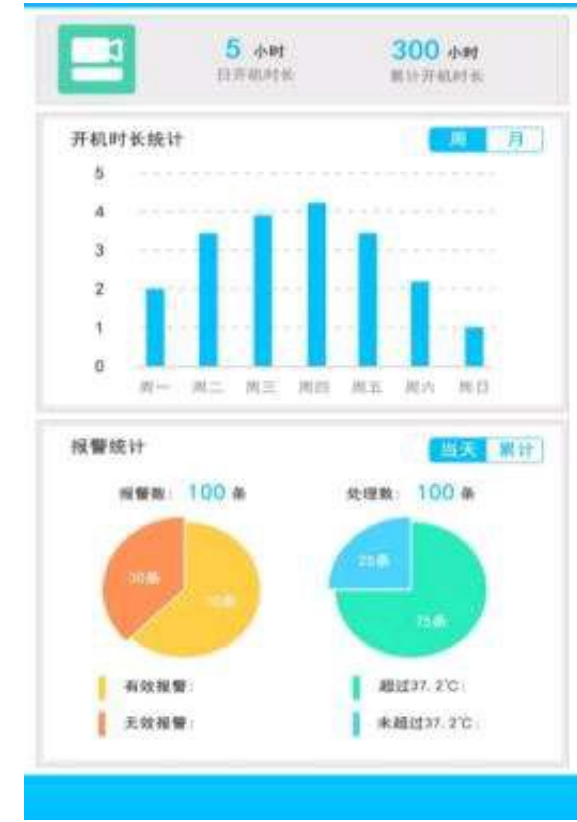 5 小时
日开机时长
300 小时
累计开机时长
开机时长统计
周 月
5
4
3
2
1
0
周一 周二 周三 周四 周五 周六 周日
报警统计
当天 累计
报警数: 100 条
处理数: 100 条
30条
25条
75条
有效报警:
无效报警:
超过37.2℃:
未超过37.2℃: